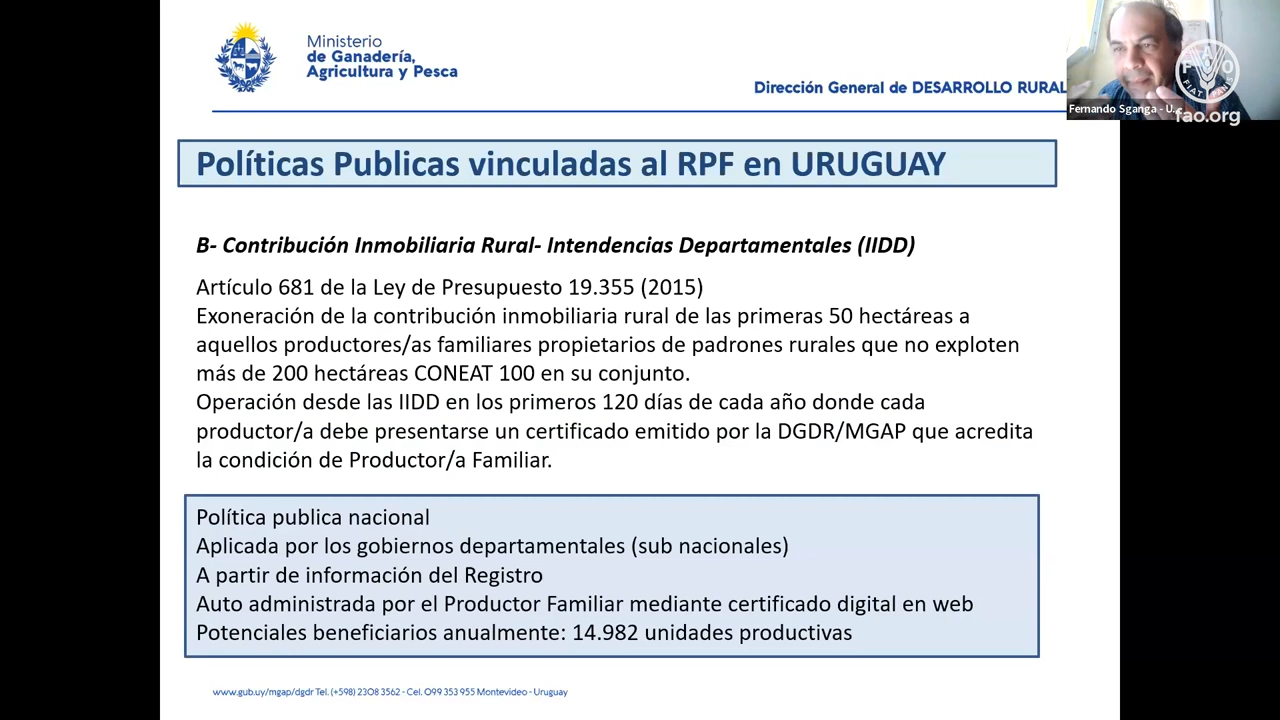 Ministerio
de Ganadería,
Agricultura y Pesca
Dirección General de DESARROLLO RURAL
Fernando Sganga - U...
FAO
FIAT PANIS
fao.org
Políticas Publicas vinculadas al RPF en URUGUAY
B- Contribución Inmobiliaria Rural- Intendencias Departamentales (IIDD)
Artículo 681 de la Ley de Presupuesto 19.355 (2015)
Exoneración de la contribución inmobiliaria rural de las primeras 50 hectáreas a
aquellos productores/as familiares propietarios de padrones rurales que no exploten
más de 200 hectáreas CONEAT 100 en su conjunto.
Operación desde las IIDD en los primeros 120 días de cada año donde cada
productor/a debe presentarse un certificado emitido por la DGDR/MGAP que acredita
la condición de Productor/a Familiar.
Política publica nacional
Aplicada por los gobiernos departamentales (sub nacionales)
A partir de información del Registro
Auto administrada por el Productor Familiar mediante certificado digital en web
Potenciales beneficiarios anualmente: 14.982 unidades productivas
www.gub.uy/mgap/dgdr Tel. (+598) 2308 3562 - Cel. 099 353 955 Montevideo - Uruguay